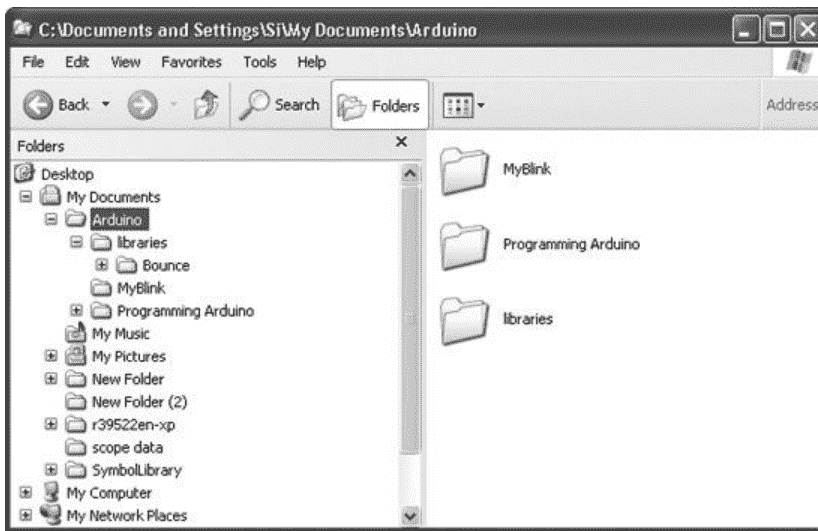 C:\Documents and Settings\Si\My Documents\Arduino
File Edit View Favorites Tools Help
Back Search Folders Address
Folders
Desktop
My Documents
Arduino
libraries
Bounce
MyBlink
Programming Arduino
My Music
My Pictures
New Folder
New Folder (2)
r39522en-xp
scope data
SymbolLibrary
My Computer
My Network Places
MyBlink
Programming Arduino
libraries